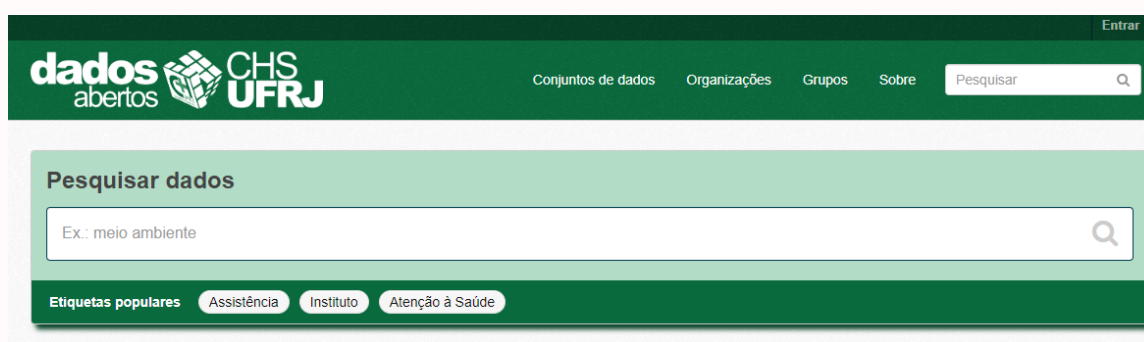 Entrar
dados abertos CHS UFRJ
Conjuntos de dados Organizações Grupos Sobre Pesquisar
Pesquisar dados
Ex.: meio ambiente
Etiquetas populares Assistência Instituto Atenção à Saúde